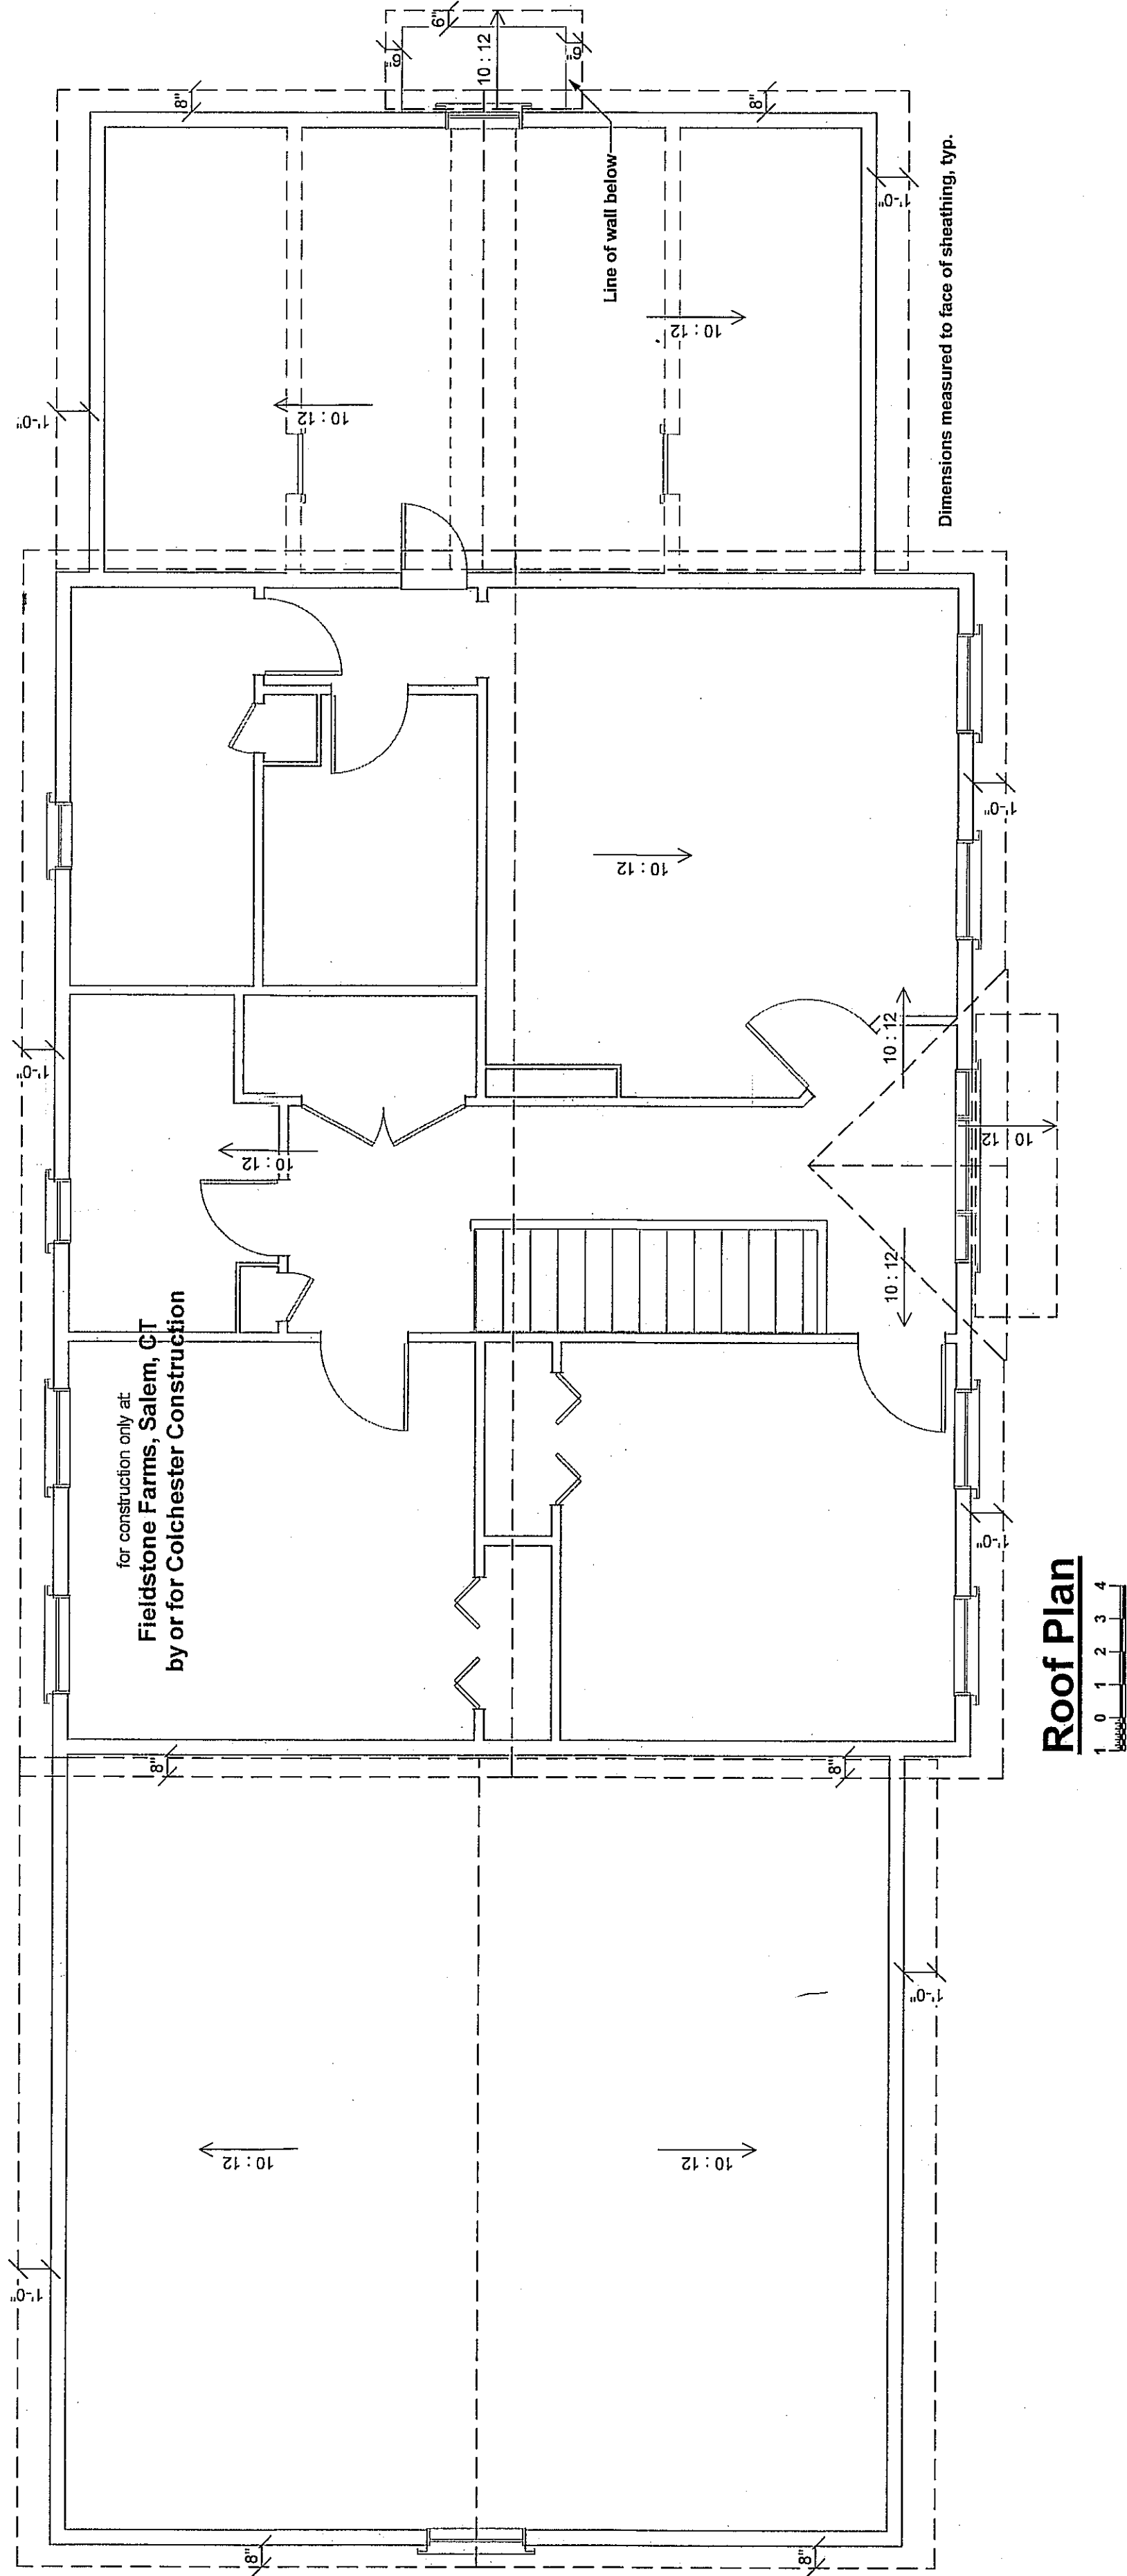 6"
6"
6"
10 : 12
8"
8"
Line of wall below
1'-0"
1'-0"
10 : 12
10 : 12
Dimensions measured to face of sheathing, typ.
1'-0"
10 : 12
1'-0"
10 : 12
10 : 12
10 : 12
10 : 12
for construction only at:
Fieldstone Farms, Salem, CT
by or for Colchester Construction
1'-0"
8"
8"
1'-0"
10 : 12
10 : 12
1'-0"
8"
8"
Roof Plan
1 0 1 2 3 4